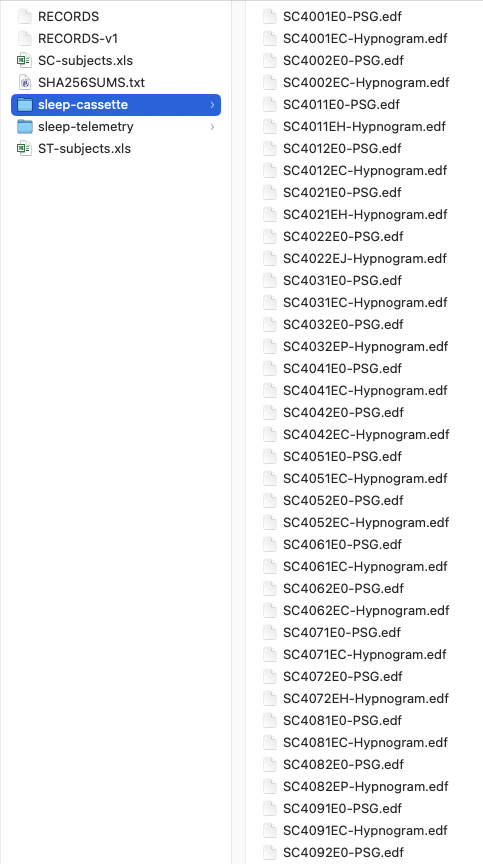 RECORDS
RECORDS-v1
SC-subjects.xls
SHA256SUMS.txt
sleep-cassette
sleep-telemetry
ST-subjects.xls
SC4001E0-PSG.edf
SC4001EC-Hypnogram.edf
SC4002E0-PSG.edf
SC4002EC-Hypnogram.edf
SC4011E0-PSG.edf
SC4011EH-Hypnogram.edf
SC4012E0-PSG.edf
SC4012EC-Hypnogram.edf
SC4021E0-PSG.edf
SC4021EH-Hypnogram.edf
SC4022E0-PSG.edf
SC4022EJ-Hypnogram.edf
SC4031E0-PSG.edf
SC4031EC-Hypnogram.edf
SC4032E0-PSG.edf
SC4032EP-Hypnogram.edf
SC4041E0-PSG.edf
SC4041EC-Hypnogram.edf
SC4042E0-PSG.edf
SC4042EC-Hypnogram.edf
SC4051E0-PSG.edf
SC4051EC-Hypnogram.edf
SC4052E0-PSG.edf
SC4052EC-Hypnogram.edf
SC4061E0-PSG.edf
SC4061EC-Hypnogram.edf
SC4062E0-PSG.edf
SC4062EC-Hypnogram.edf
SC4071E0-PSG.edf
SC4071EC-Hypnogram.edf
SC4072E0-PSG.edf
SC4072EH-Hypnogram.edf
SC4081E0-PSG.edf
SC4081EC-Hypnogram.edf
SC4082E0-PSG.edf
SC4082EP-Hypnogram.edf
SC4091E0-PSG.edf
SC4091EC-Hypnogram.edf
SC4092E0-PSG.edf